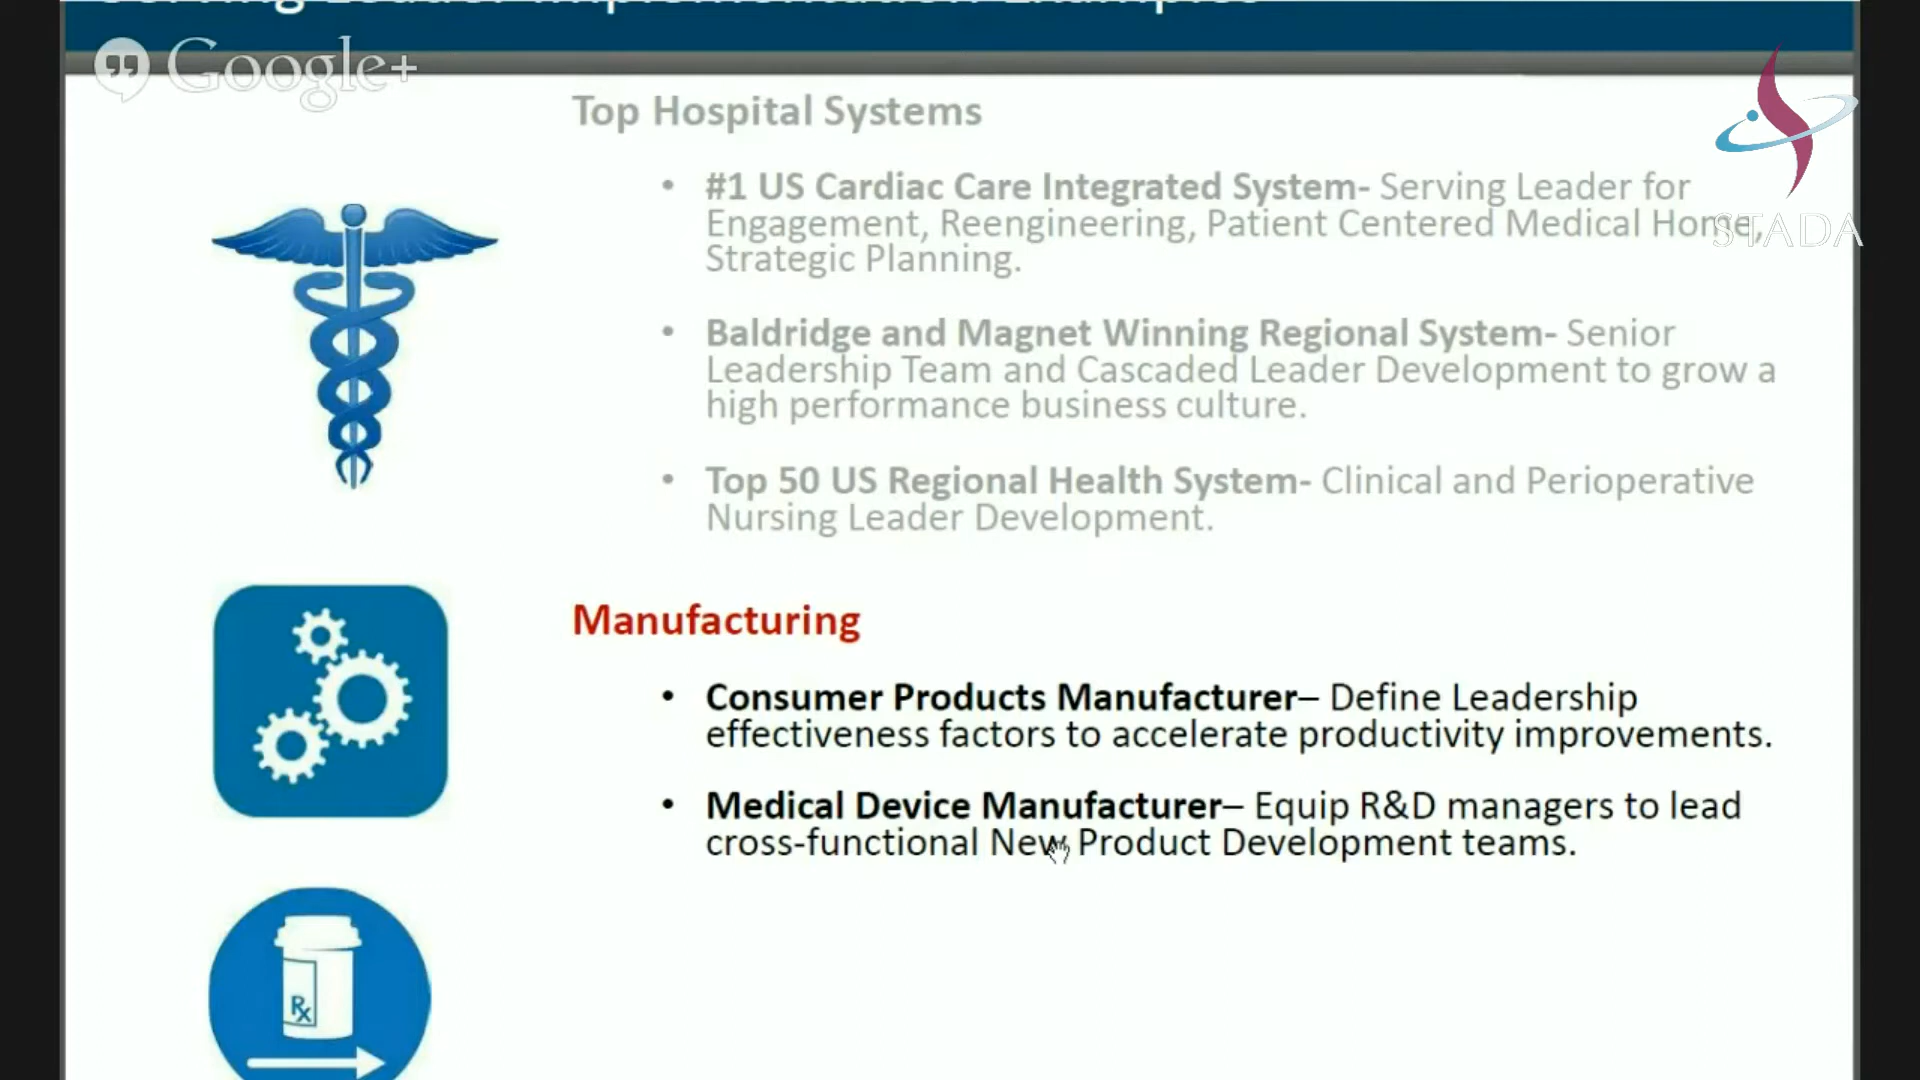 Serving Leader Implementation Examples
Google+
Top Hospital Systems
STADA
• #1 US Cardiac Care Integrated System- Serving Leader for
Engagement, Reengineering, Patient Centered Medical Home,
Strategic Planning.
• Baldridge and Magnet Winning Regional System- Senior
Leadership Team and Cascaded Leader Development to grow a
high performance business culture.
• Top 50 US Regional Health System- Clinical and Perioperative
Nursing Leader Development.
Manufacturing
• Consumer Products Manufacturer– Define Leadership
effectiveness factors to accelerate productivity improvements.
• Medical Device Manufacturer– Equip R&D managers to lead
cross-functional New Product Development teams.
Rx